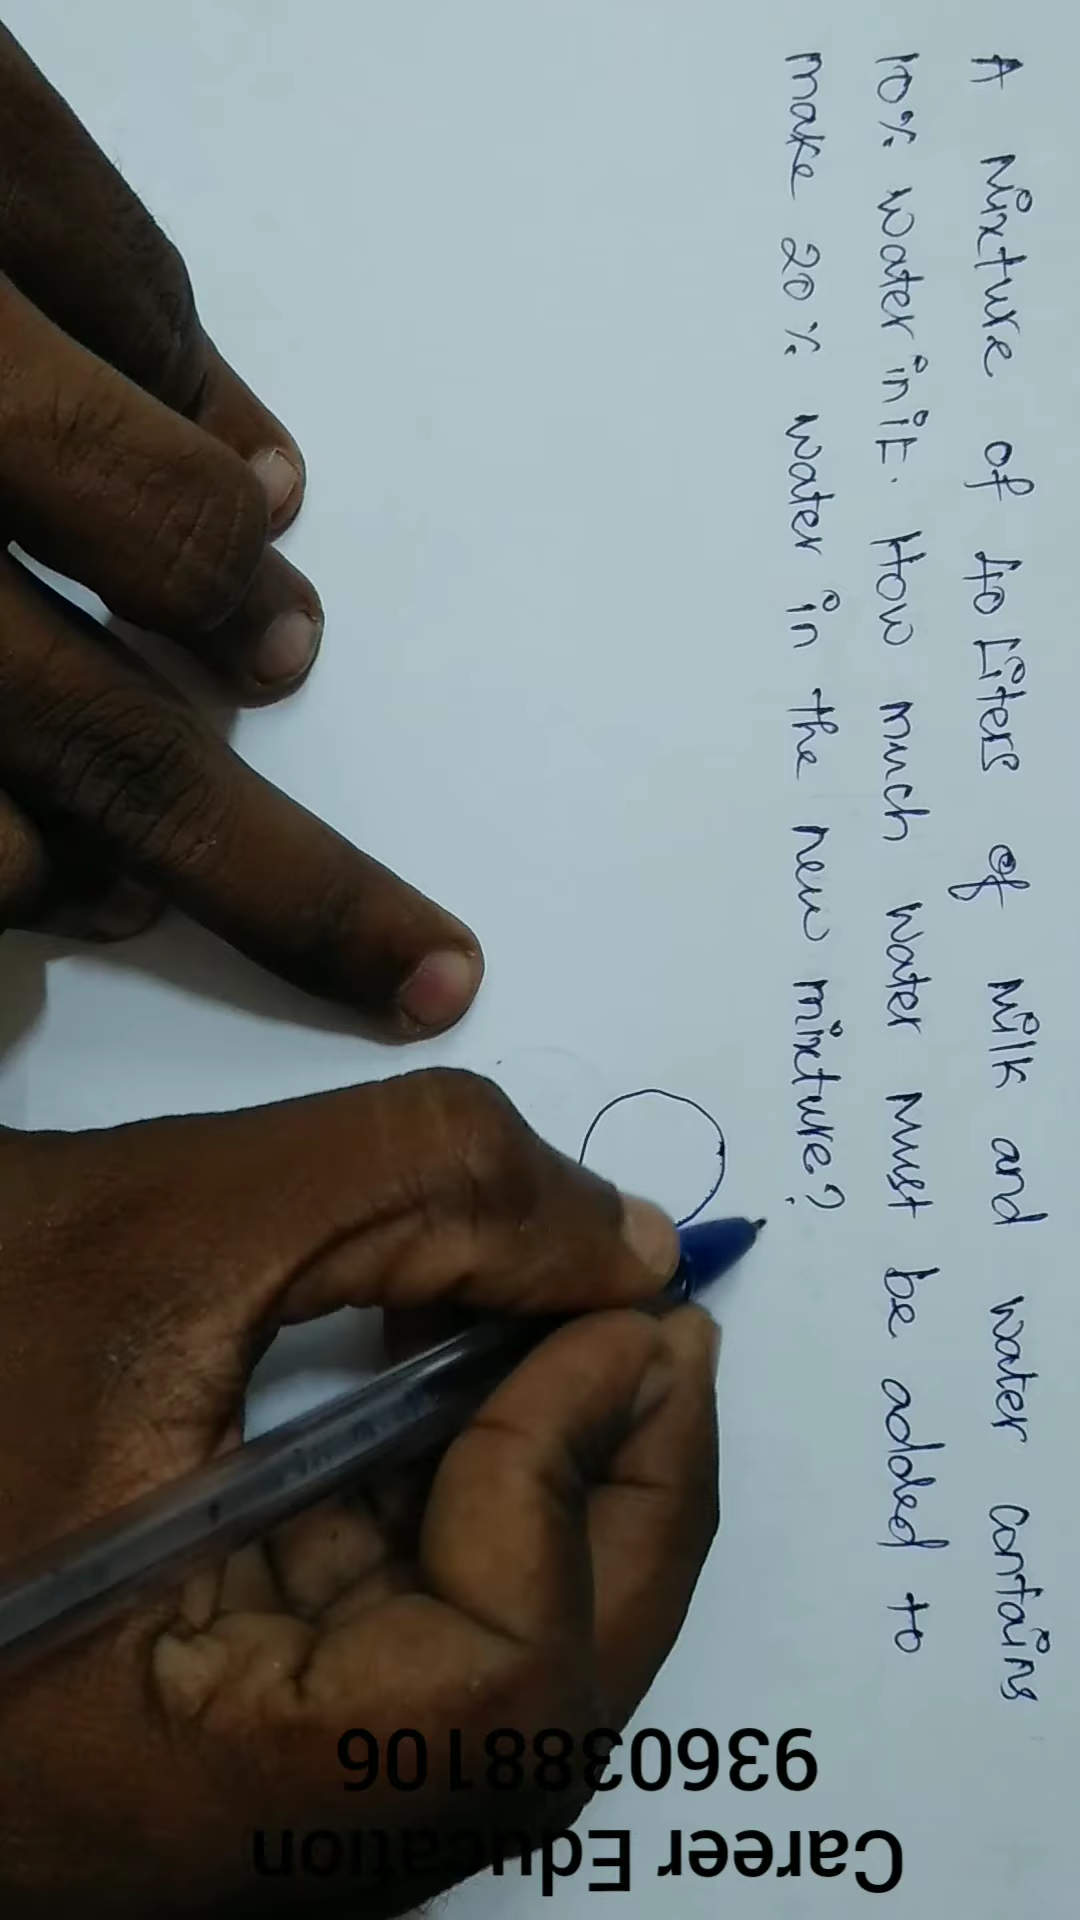 A Mixture of 40 Liters of Milk and water contains
10% water in it. How much water must be added to
make 20% water in the new mixture?
Career Education
9360388106